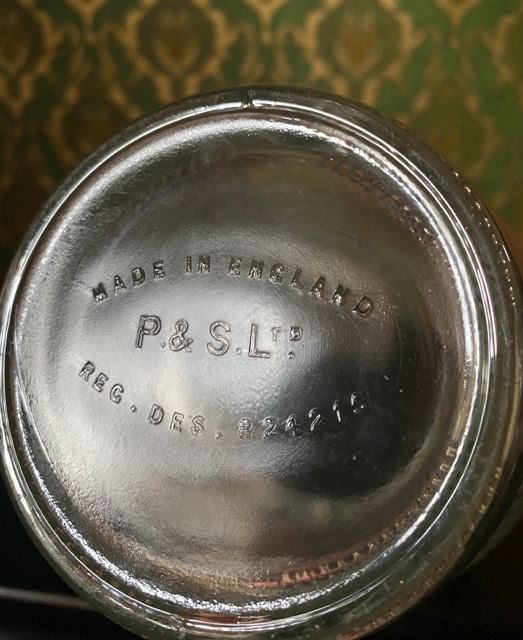 MADE IN ENGLAND
P. & S. LTD.
REG. DES. 824215